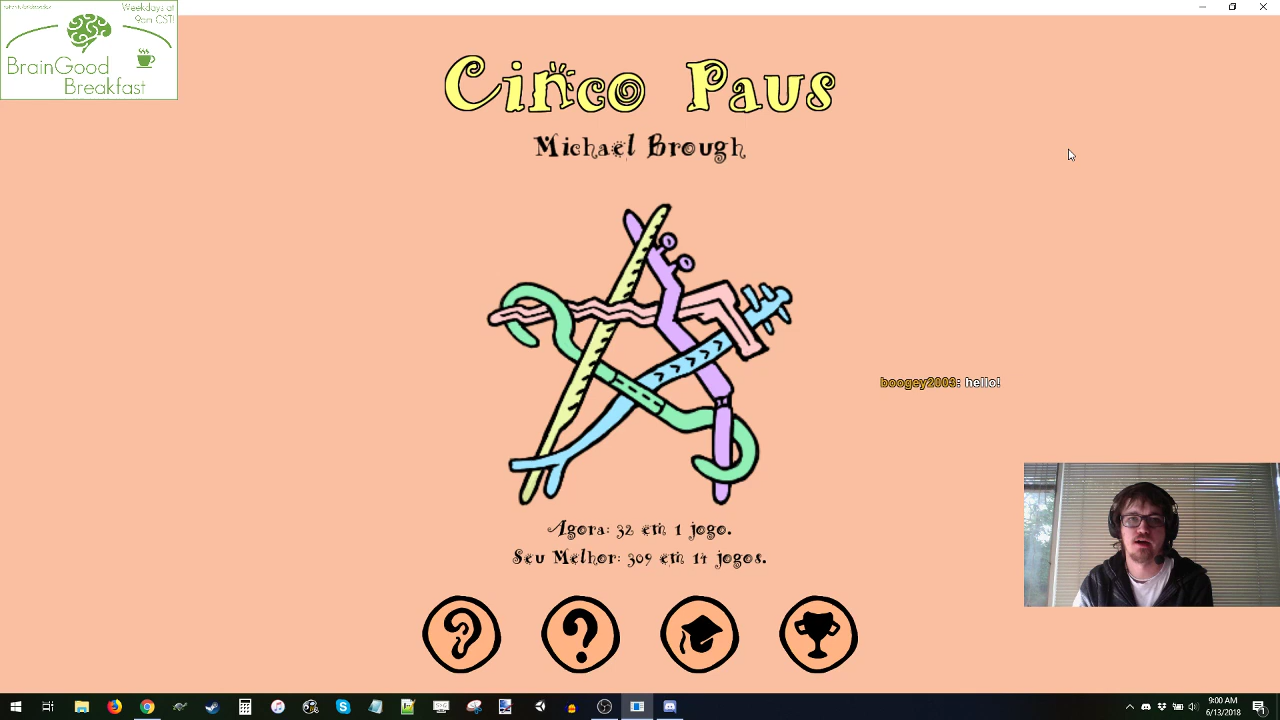 Weekdays at
9am CST!
BrainGood
Breakfast
Cinco Paus
Michael Brough
boogey2003: hello!
Agora: 32 em 1 jogo.
Seu Melhor: 309 em 14 jogos.
9:00 AM
6/13/2018